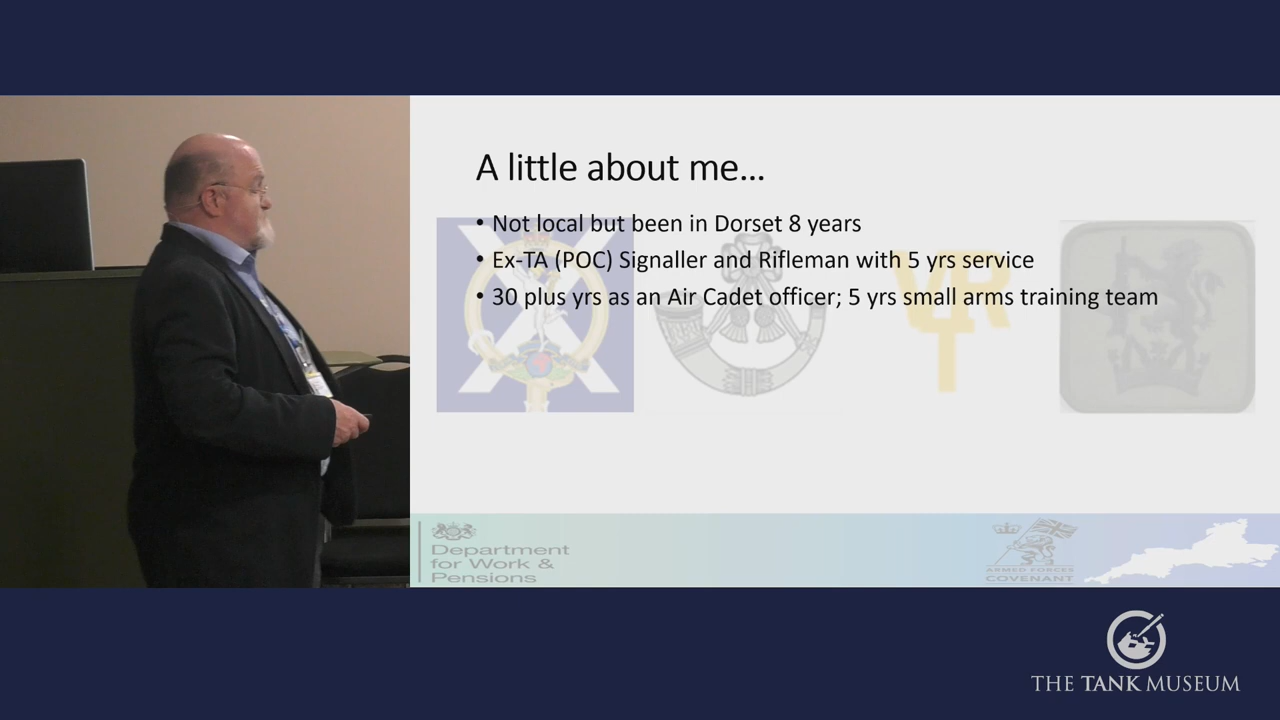 A little about me...
• Not local but been in Dorset 8 years
• Ex-TA (POC) Signaller and Rifleman with 5 yrs service
• 30 plus yrs as an Air Cadet officer; 5 yrs small arms training team
VRT
Department
for Work &
Pensions
ARMED FORCES
COVENANT
THE TANK MUSEUM